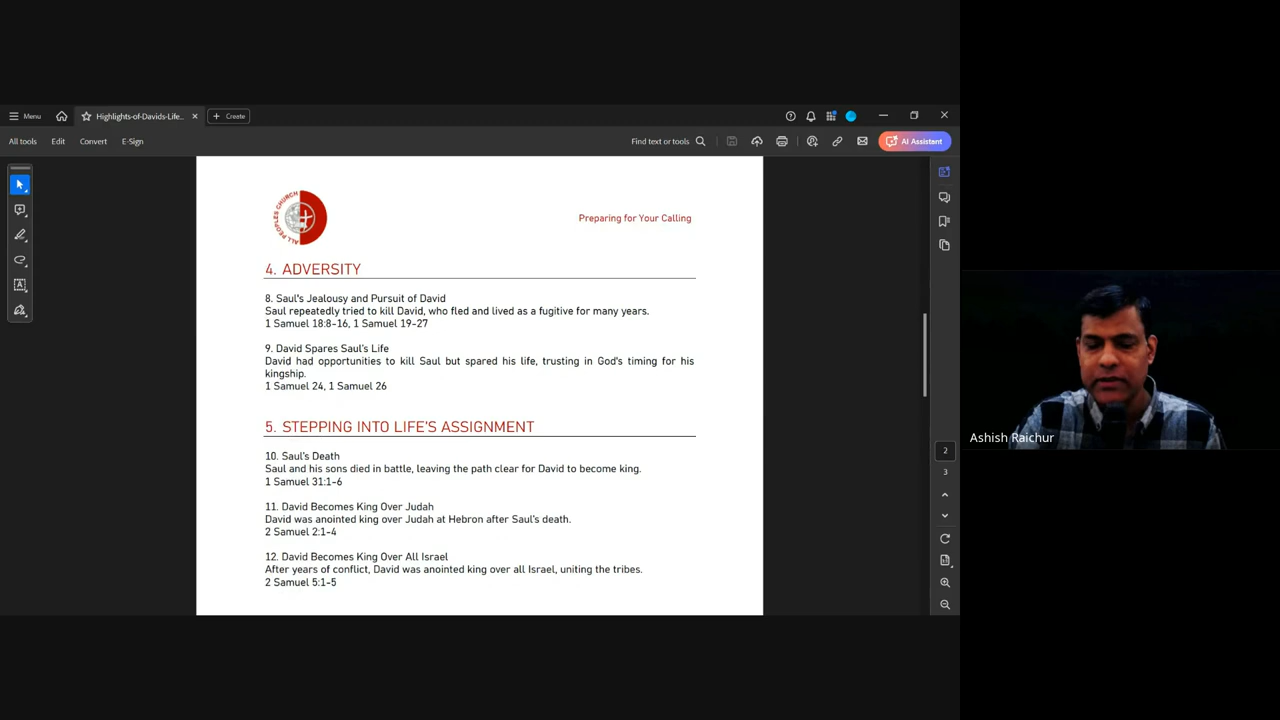 Menu
Highlights-of-Davids-Life...
Create
All tools
Edit
Convert
E-Sign
Find text or tools
AI Assistant
ALL PEOPLES CHURCH
Preparing for Your Calling
4. ADVERSITY
8. Saul's Jealousy and Pursuit of David
Saul repeatedly tried to kill David, who fled and lived as a fugitive for many years.
1 Samuel 18:8-16, 1 Samuel 19-27
9. David Spares Saul's Life
David had opportunities to kill Saul but spared his life, trusting in God's timing for his
kingship.
1 Samuel 24, 1 Samuel 26
5. STEPPING INTO LIFE'S ASSIGNMENT
10. Saul's Death
Saul and his sons died in battle, leaving the path clear for David to become king.
1 Samuel 31:1-6
11. David Becomes King Over Judah
David was anointed king over Judah at Hebron after Saul's death.
2 Samuel 2:1-4
12. David Becomes King Over All Israel
After years of conflict, David was anointed king over all Israel, uniting the tribes.
2 Samuel 5:1-5
2
3
Ashish Raichur